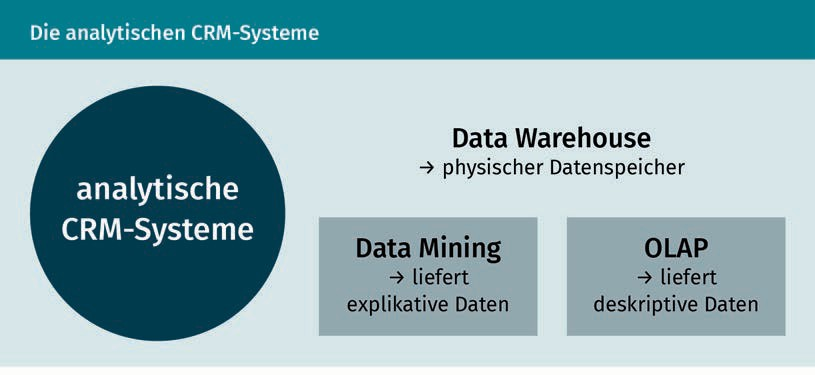 Die analytischen CRM-Systeme
analytische
CRM-Systeme
Data Warehouse
→ physischer Datenspeicher
Data Mining
→ liefert
explikative Daten
OLAP
→ liefert
deskriptive Daten